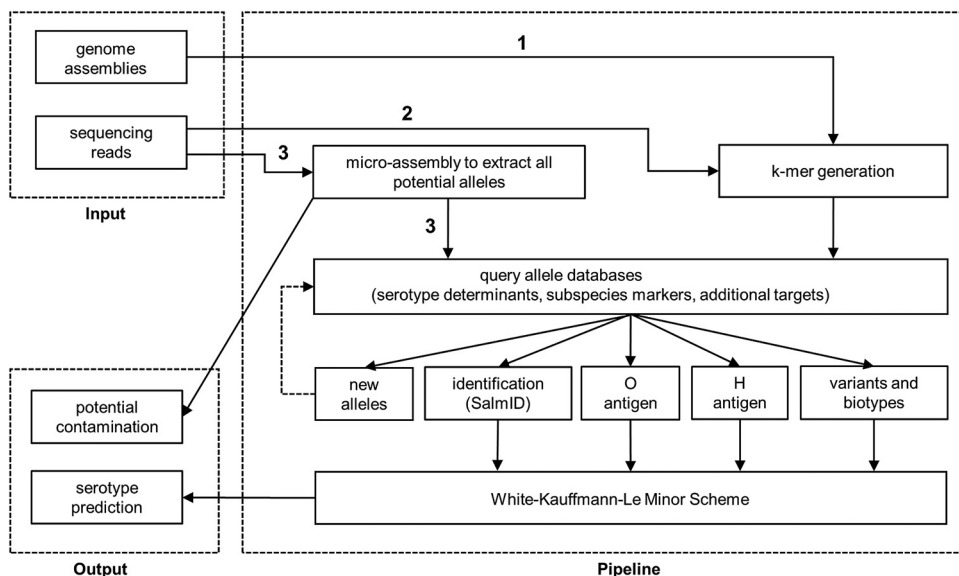 genome
assemblies
1
sequencing
reads
2
3
micro-assembly to extract all
potential alleles
k-mer generation
Input
3
query allele databases
(serotype determinants, subspecies markers, additional targets)
new
alleles
identification
(SalmID)
O
antigen
H
antigen
variants and
biotypes
potential
contamination
serotype
prediction
White-Kauffmann-Le Minor Scheme
Output
Pipeline